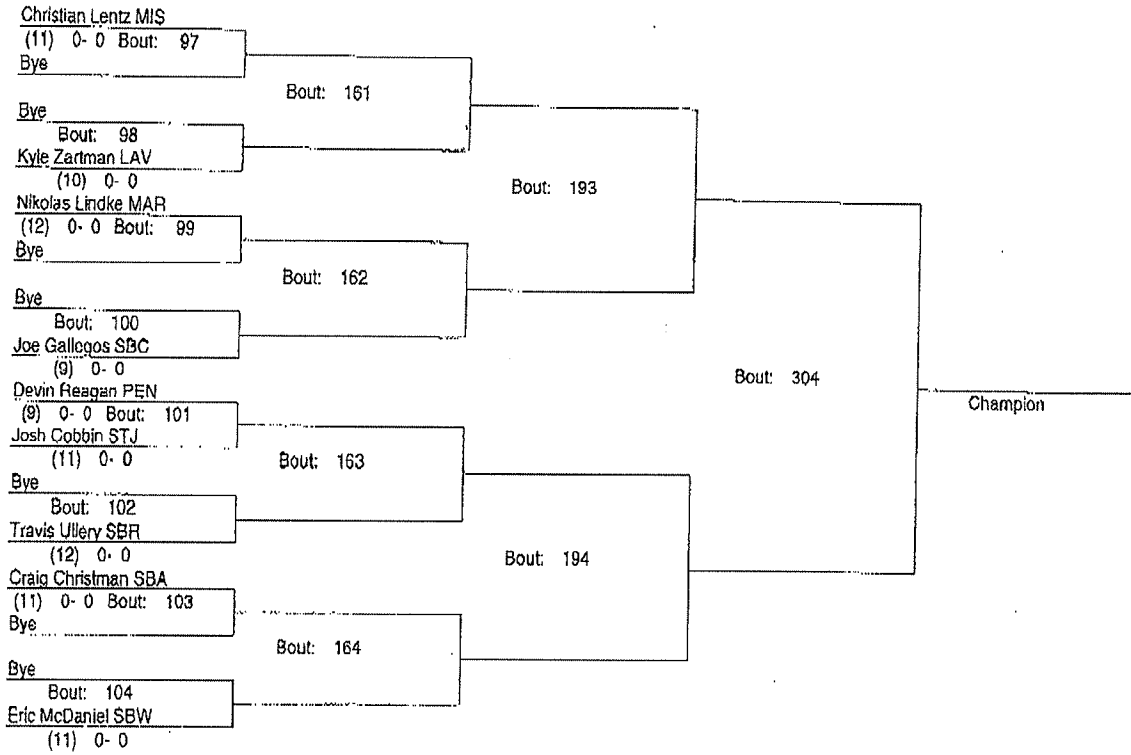 Christian Lentz MIS
(11) 0- 0 Bout: 97
Bye
Bout: 161
Bye
Bout: 98
Kyle Zartman LAV
(10) 0- 0
Bout: 193
Nikolas Lindke MAR
(12) 0- 0 Bout: 99
Bye
Bout: 162
Bye
Bout: 100
Joe Gallegos SBC
(9) 0- 0
Bout: 304
Champion
Devin Reagan PEN
(9) 0- 0 Bout: 101
Josh Cobbin STJ
(11) 0- 0
Bout: 163
Bye
Bout: 102
Travis Ullery SBR
(12) 0- 0
Bout: 194
Craig Christman SBA
(11) 0- 0 Bout: 103
Bye
Bout: 164
Bye
Bout: 104
Eric McDaniel SBW
(11) 0- 0